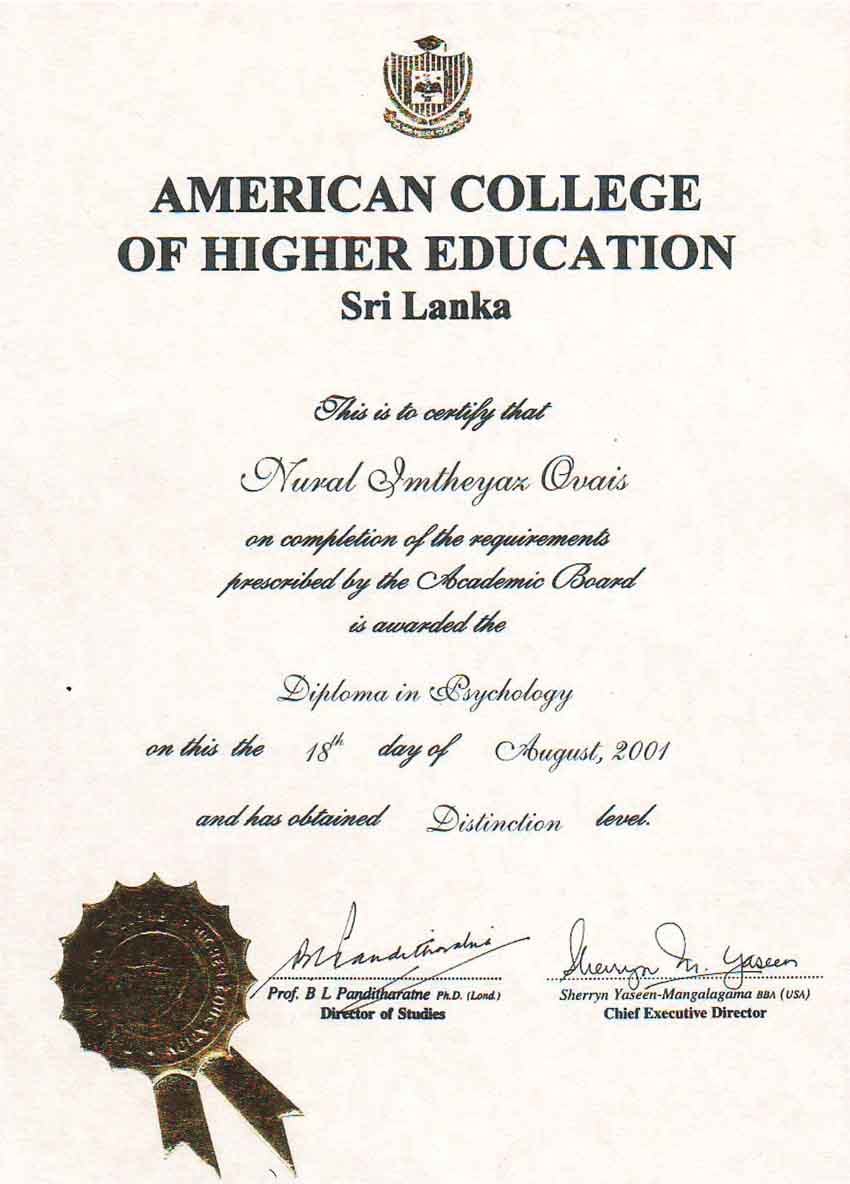 AMERICAN COLLEGE
OF HIGHER EDUCATION
Sri Lanka
This is to certify that
Nural Imtheyaz Ovais
on completion of the requirements
prescribed by the Academic Board
is awarded the
Diploma in Psychology
on this the 18th day of August, 2001
and has obtained Distinction level.
Sherryn M. Yaseen
Prof. B L Panditharatne Ph.D. (Lond.)
Director of Studies
Sherryn Yaseen-Mangalagama BBA (USA)
Chief Executive Director